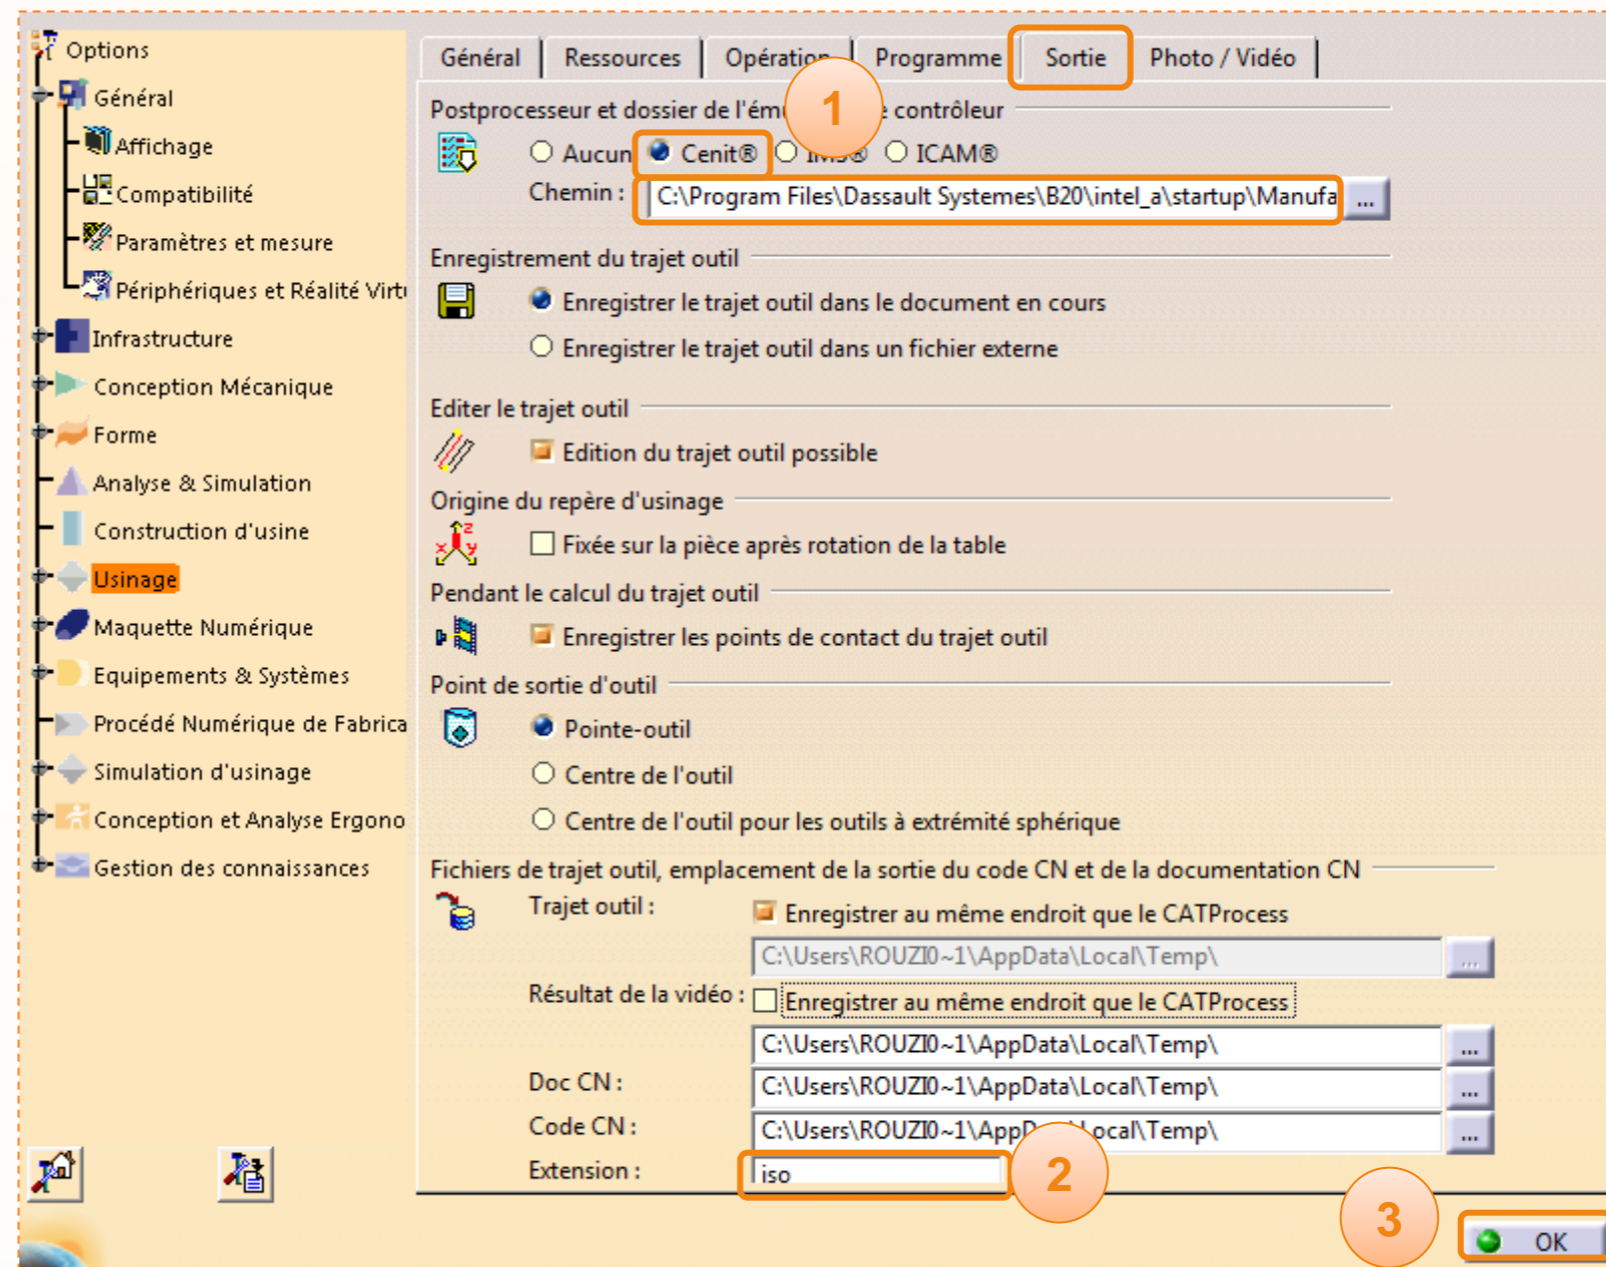 Options
Général
Affichage
Compatibilité
Paramètres et mesure
Périphériques et Réalité
Infrastructure
Conception Mécanique
Forme
Analyse & Simulation
Construction d'usine
Usinage
Maquette Numérique
Equipements & Systèmes
Procédé Numérique de
Simulation d'usinage
Conception et Analyse
Gestion des connaissances
Général Ressources Opération Programme Sortie Photo / Vidéo
1
Postprocesseur et dossier de contrôleur
Aucun Cenit® ICAM®
Chemin : C:\Program Files\Dassault Systemes\B20\intel_a\startup\Manufa ...
Enregistrement du trajet outil
Enregistrer le trajet outil dans le document en cours
Enregistrer le trajet outil dans un fichier externe
Editer le trajet outil
Edition du trajet outil possible
Origine du repère d'usinage
z x y
Fixée sur la pièce après rotation de la table
Pendant le calcul du trajet outil
Enregistrer les points de contact du trajet outil
Point de sortie d'outil
Pointe-outil
Centre de l'outil
Centre de l'outil pour les outils à extrémité sphérique
Fichiers de trajet outil, emplacement de la sortie du code CN et de la documentation CN
Trajet outil : Enregistrer au même endroit que le CATProcess
C:\Users\ROUZI0~1\AppData\Local\Temp\ ...
Résultat de la vidéo : Enregistrer au même endroit que le CATProcess
C:\Users\ROUZI0~1\AppData\Local\Temp\ ...
Doc CN : C:\Users\ROUZI0~1\AppData\Local\Temp\ ...
Code CN : C:\Users\ROUZI0~1\AppData\Local\Temp\ ...
Extension : iso
2
3
OK